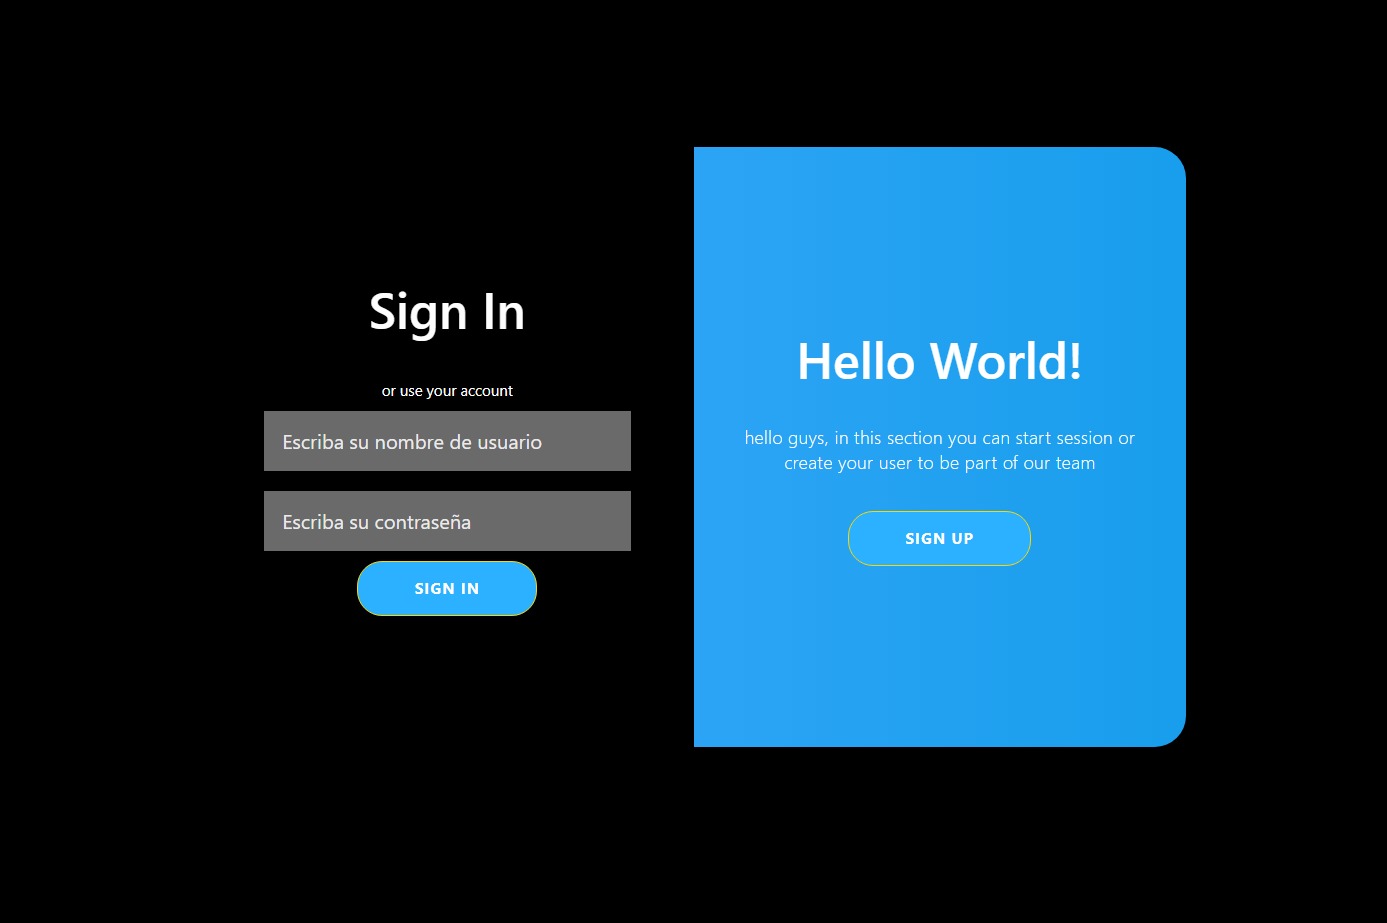 Sign In
or use your account
Escriba su nombre de usuario
Escriba su contraseña
SIGN IN
Hello World!
hello guys, in this section you can start session or
create your user to be part of our team
SIGN UP